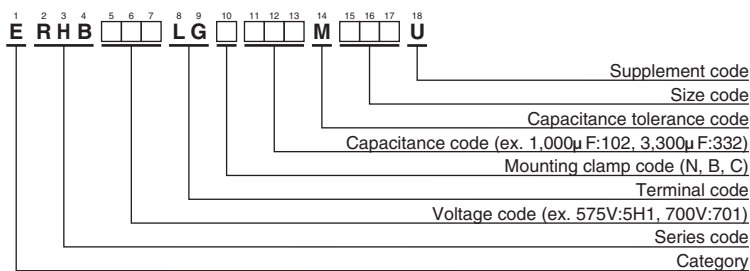 1 2 3 4 5 6 7 8 9 10 11 12 13 14 15 16 17 18
E R H B □ □ □ L G □ □ □ □ M □ □ □ U
Supplement code
Size code
Capacitance tolerance code
Capacitance code (ex. 1,000μF:102, 3,300μF:332)
Mounting clamp code (N, B, C)
Terminal code
Voltage code (ex. 575V:5H1, 700V:701)
Series code
Category